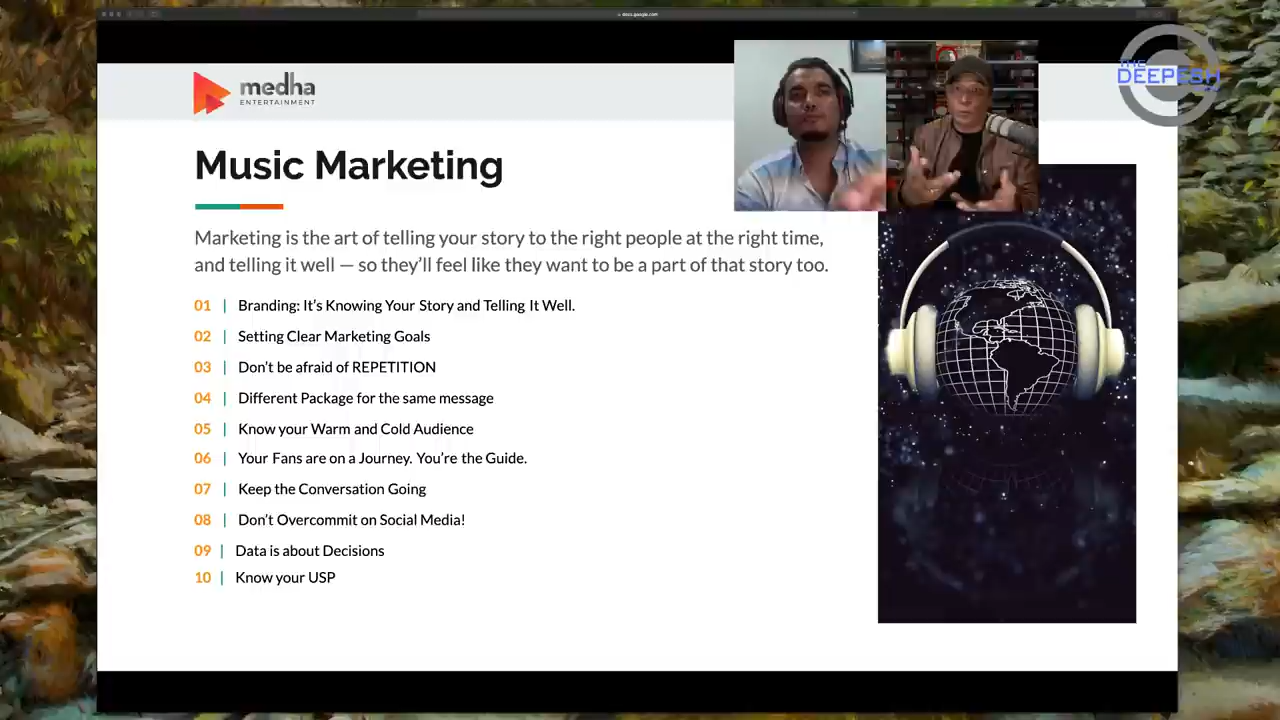 docs.google.com
medha
ENTERTAINMENT
THE
DEEPESH
Music Marketing
Marketing is the art of telling your story to the right people at the right time,
and telling it well — so they’ll feel like they want to be a part of that story too.
01 | Branding: It’s Knowing Your Story and Telling It Well.
02 | Setting Clear Marketing Goals
03 | Don’t be afraid of REPETITION
04 | Different Package for the same message
05 | Know your Warm and Cold Audience
06 | Your Fans are on a Journey. You’re the Guide.
07 | Keep the Conversation Going
08 | Don’t Overcommit on Social Media!
09 | Data is about Decisions
10 | Know your USP